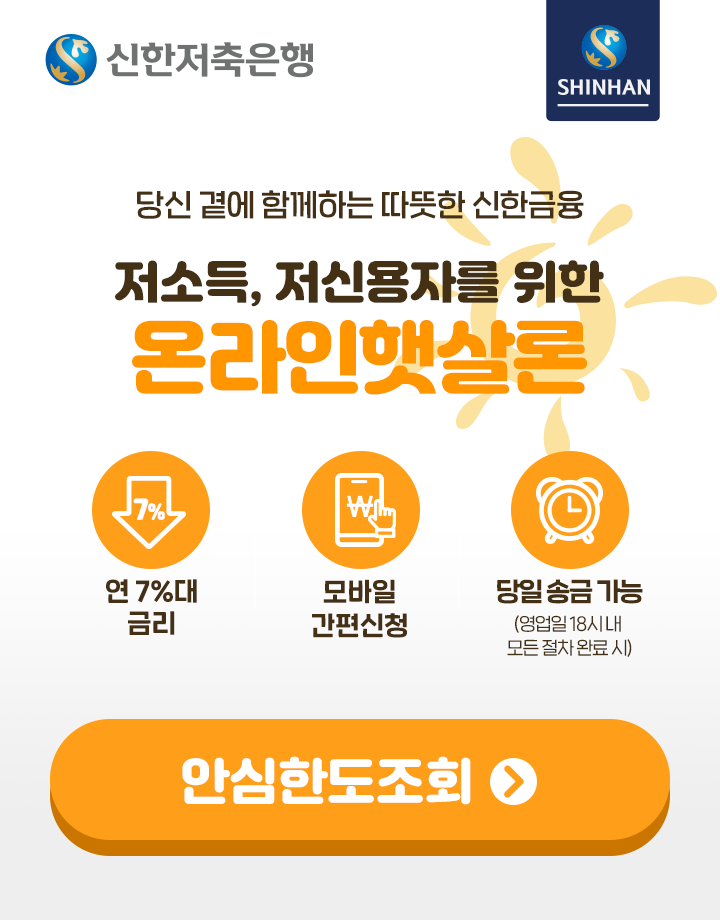 신한저축은행
SHINHAN
당신 곁에 함께하는 따뜻한 신한금융
저소득, 저신용자를 위한
온라인햇살론
7%
₩
연 7%대
금리
모바일
간편신청
당일 송금 가능
(영업일 18시 내
모든 절차 완료 시)
안심한도조회